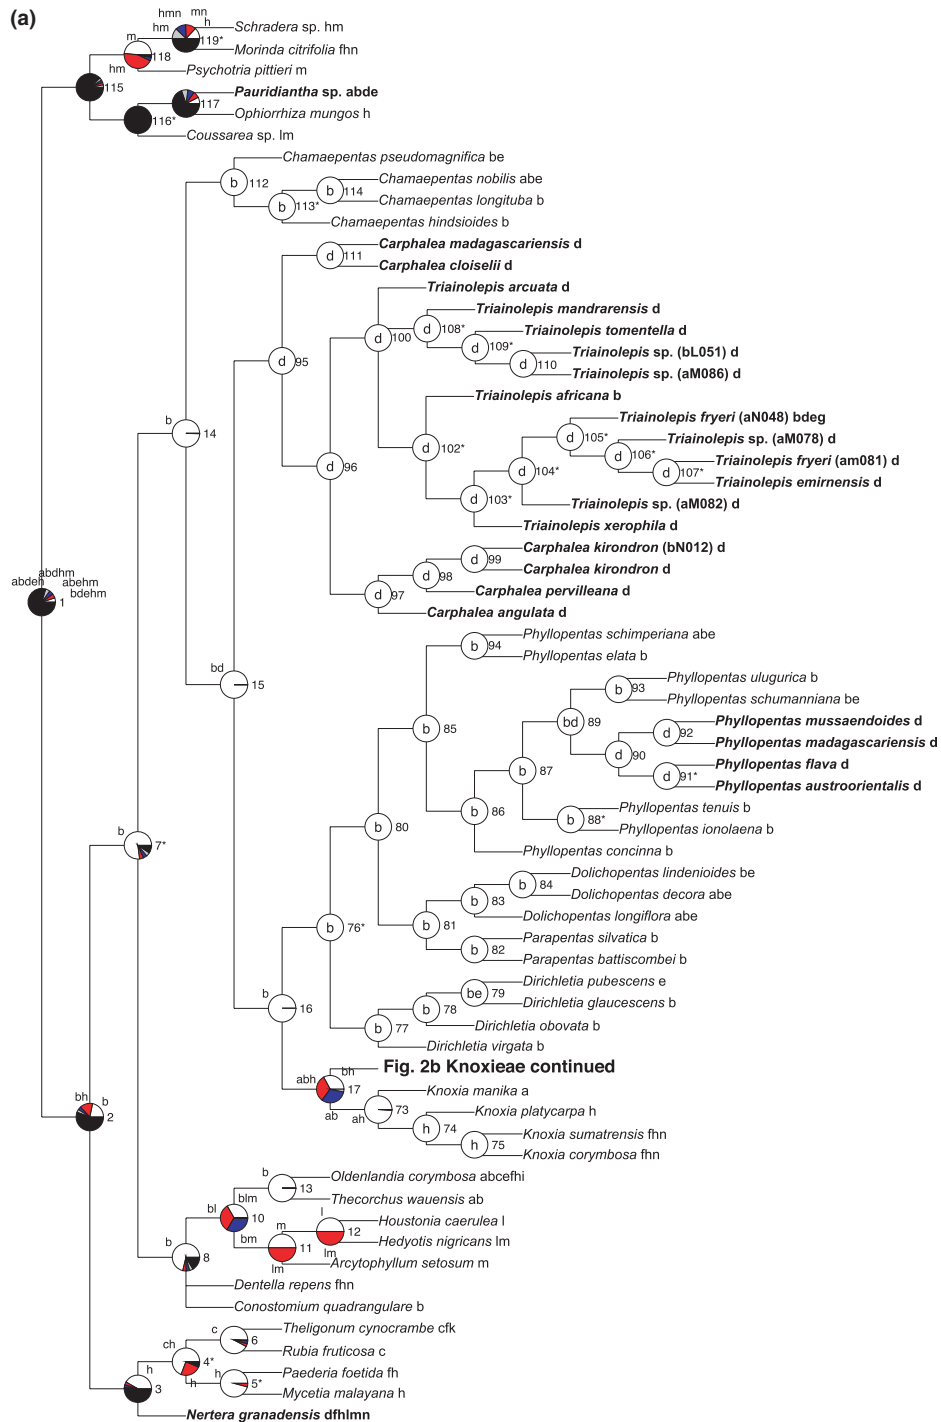 (a)
hmn mn
hm h
Schradera sp. hm
119*
Morinda citrifolia fhn
m
118
hm
Psychotria pittieri m
115
Pauridiantha sp. abde
117
Ophiorrhiza mungos h
116*
Coussarea sp. lm
Chamaepentas pseudomagnifica be
b 112
Chamaepentas nobilis abe
b 114
Chamaepentas longituba b
b 113*
Chamaepentas hindsioides b
Carphalea madagascariensis d
d 111
Carphalea cloiselii d
Triainolepis arcuata d
Triainolepis mandrarensis d
d 108*
Triainolepis tomentella d
d 100
d 109*
Triainolepis sp. (bL051) d
d 110
Triainolepis sp. (aM086) d
d 95
Triainolepis africana b
Triainolepis fryeri (aN048) bdeg
b
14
d 105*
Triainolepis sp. (aM078) d
d 102*
d 106*
Triainolepis fryeri (am081) d
d 96
d 104*
d 107*
Triainolepis emirnensis d
d 103*
Triainolepis sp. (aM082) d
Triainolepis xerophila d
Carphalea kirondron (bN012) d
d 99
Carphalea kirondron d
d 98
Carphalea pervilleana d
d 97
Carphalea angulata d
abdeh abdhm abehm bdehm
1
Phyllopentas schimperiana abe
b 94
Phyllopentas elata b
bd
15
Phyllopentas ulugurica b
b 93
Phyllopentas schumanniana be
b 85
bd 89
Phyllopentas mussaendoides d
d 92
Phyllopentas madagascariensis d
d 90
Phyllopentas flava d
b 87
d 91*
Phyllopentas austroorientalis d
b 86
Phyllopentas tenuis b
b 88*
Phyllopentas ionolaena b
b 80
b
7*
Phyllopentas concinna b
Dolichopentas lindenioides be
b 84
Dolichopentas decora abe
b 83
Dolichopentas longiflora abe
b 81
b 76*
Parapentas silvatica b
b 82
Parapentas battiscombei b
Dirichletia pubescens e
be 79
Dirichletia glaucescens b
b
16
b 78
Dirichletia obovata b
b 77
Dirichletia virgata b
Fig. 2b Knoxieae continued
abh bh
17
ab
Knoxia manika a
ah 73
Knoxia platycarpa h
bh b
2
h 74
Knoxia sumatrensis fhn
h 75
Knoxia corymbosa fhn
Oldenlandia corymbosa abcefhi
b
13
Thecorchus wauensis ab
bl blm
10
bm
Houstonia caerulea l
l
12
lm
m
Hedyotis nigricans lm
11
lm
Arcytophyllum setosum m
b
8
Dentella repens fhn
Conostomium quadrangulare b
Theligonum cynocrambe cfk
c
6
Rubia fruticosa c
ch
4*
h
Paederia foetida fh
h
5*
Mycetia malayana h
h
3
Nertera granadensis dfhlmn